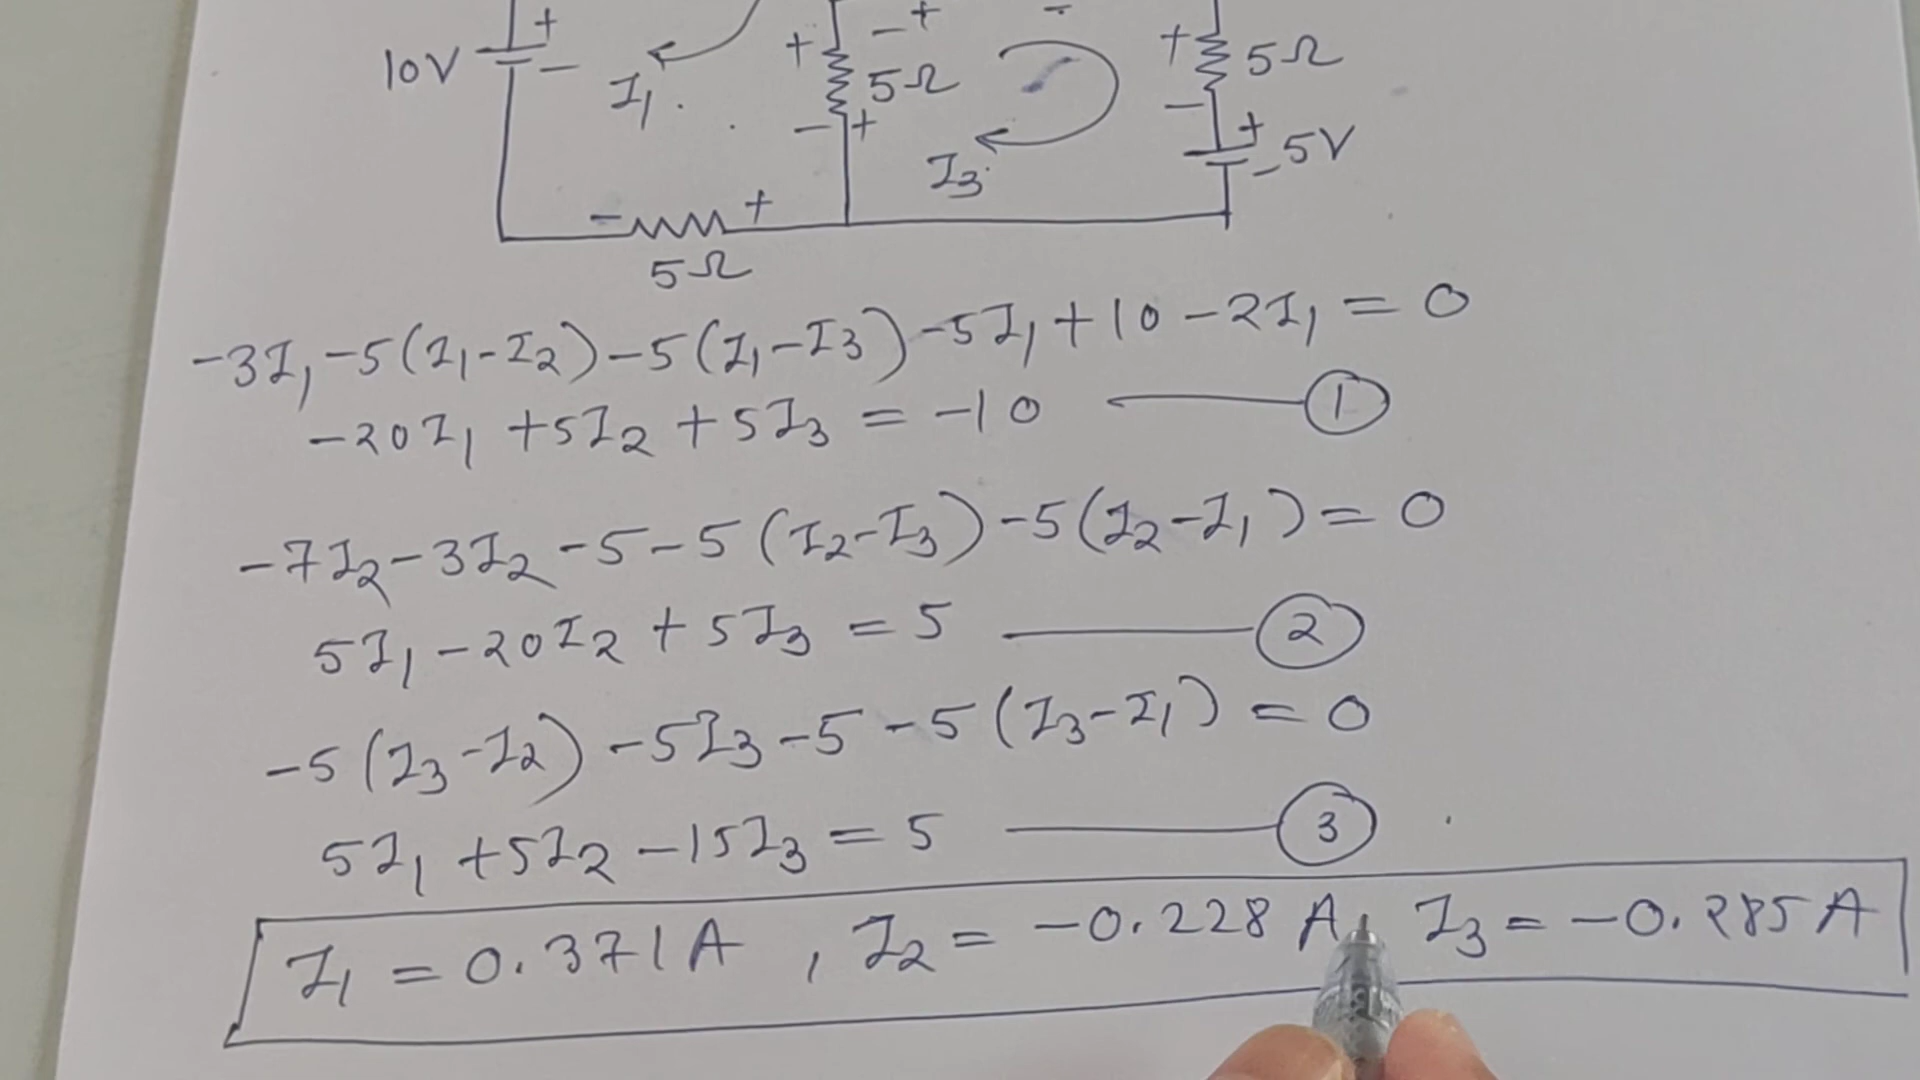 +
- +
-
10V
-
I₁
+
5Ω
- +
I₃
+
5Ω
-
+
-
5V
- +
5Ω
-3I₁-5(I₁-I₂)-5(I₁-I₃)-5I₁+10-2I₁=0
-20I₁+5I₂+5I₃=-10 ①
-7I₂-3I₂-5-5(I₂-I₃)-5(I₂-I₁)=0
5I₁-20I₂+5I₃=5 ②
-5(I₃-I₂)-5I₃-5-5(I₃-I₁)=0
5I₁+5I₂-15I₃=5 ③
I₁=0.371A, I₂=-0.228A, I₃=-0.285A